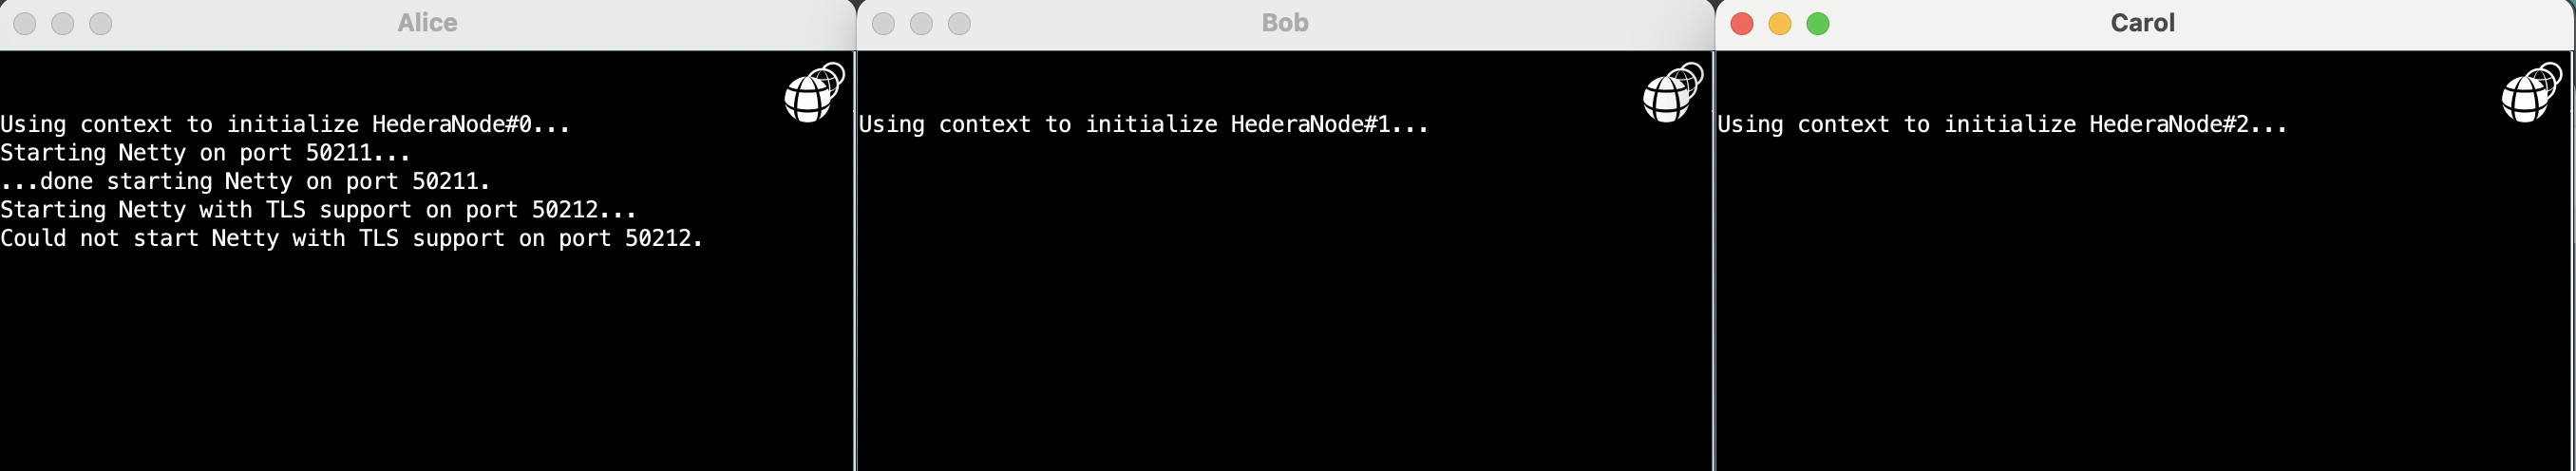 Alice
Using context to initialize HederaNode#0...
Starting Netty on port 50211...
...done starting Netty on port 50211.
Starting Netty with TLS support on port 50212...
Could not start Netty with TLS support on port 50212.
Bob
Using context to initialize HederaNode#1...
Carol
Using context to initialize HederaNode#2...